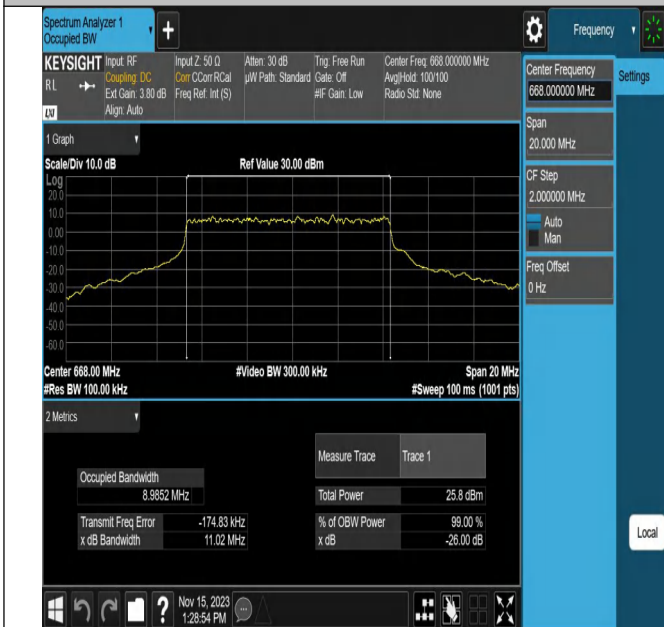 Spectrum Analyzer 1
Occupied BW
Frequency
KEYSIGHT
RL
LXI
Input: RF
Coupling: DC
Ext Gain: 3.80 dB
Align: Auto
Input Z: 50 Ω
Corr CCorr RCal
Freq Ref: Int (S)
Atten: 30 dB
µW Path: Standard
Trig: Free Run
Gate: Off
#IF Gain: Low
Center Freq: 668.000000 MHz
Avg|Hold: 100/100
Radio Std: None
Center Frequency
668.000000 MHz
Settings
Span
20.000 MHz
CF Step
2.000000 MHz
Auto
Man
Freq Offset
0 Hz
1 Graph
Scale/Div 10.0 dB
Ref Value 30.00 dBm
Log
20.0
10.0
0.00
-10.0
-20.0
-30.0
-40.0
-50.0
-60.0
Center 668.00 MHz
#Video BW 300.00 kHz
Span 20 MHz
#Res BW 100.00 kHz
#Sweep 100 ms (1001 pts)
2 Metrics
Measure Trace Trace 1
Occupied Bandwidth
8.9852 MHz
Total Power 25.8 dBm
Transmit Freq Error -174.83 kHz
% of OBW Power 99.00 %
x dB Bandwidth 11.02 MHz
x dB -26.00 dB
Local
Nov 15, 2023
1:28:54 PM